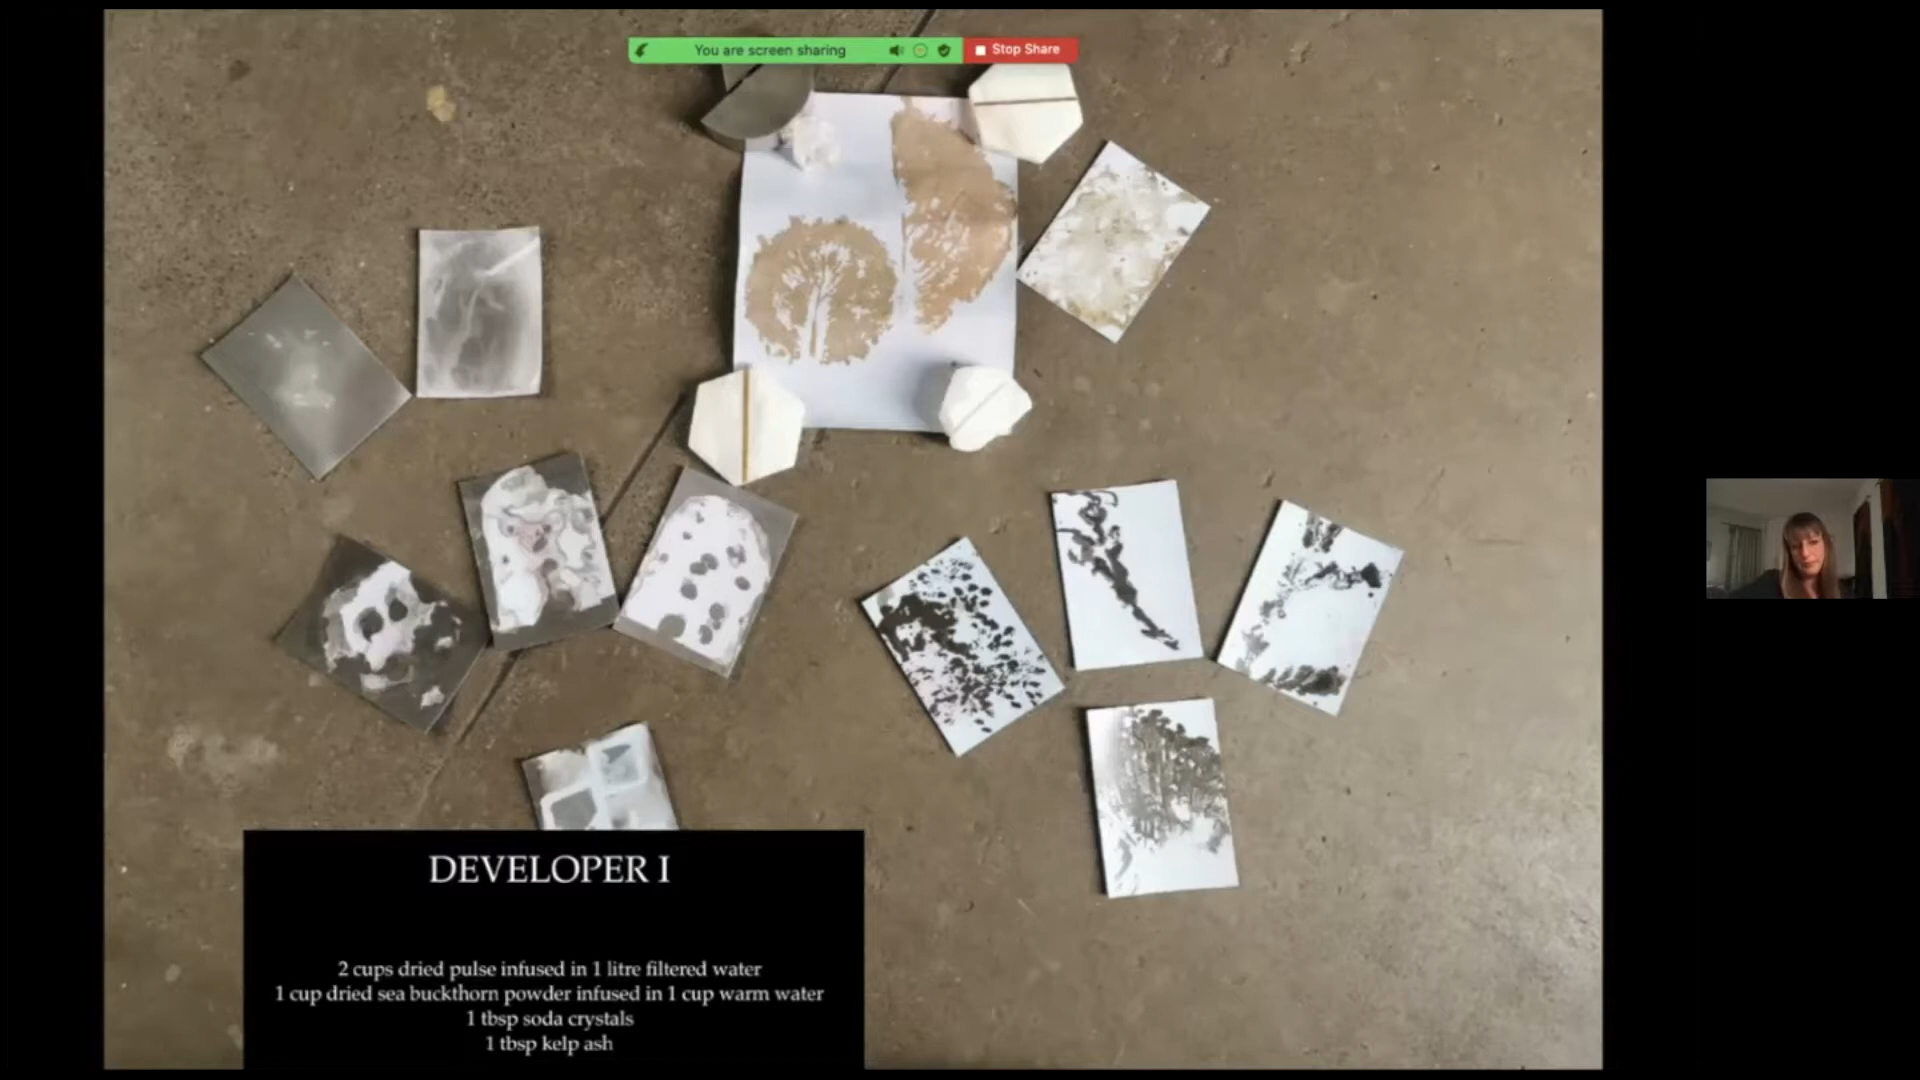 You are screen sharing
Stop Share
DEVELOPER I
2 cups dried pulse infused in 1 litre filtered water
1 cup dried sea buckthorn powder infused in 1 cup warm water
1 tbsp soda crystals
1 tbsp kelp ash